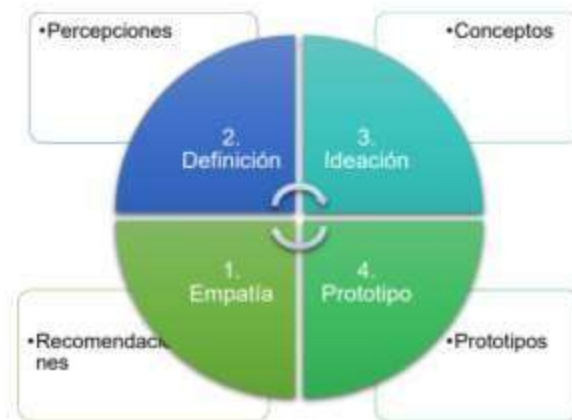 •Percepciones
•Conceptos
2.
Definición
3.
Ideación
1.
Empatía
4.
Prototipo
•Recomendacio
nes
•Prototipos